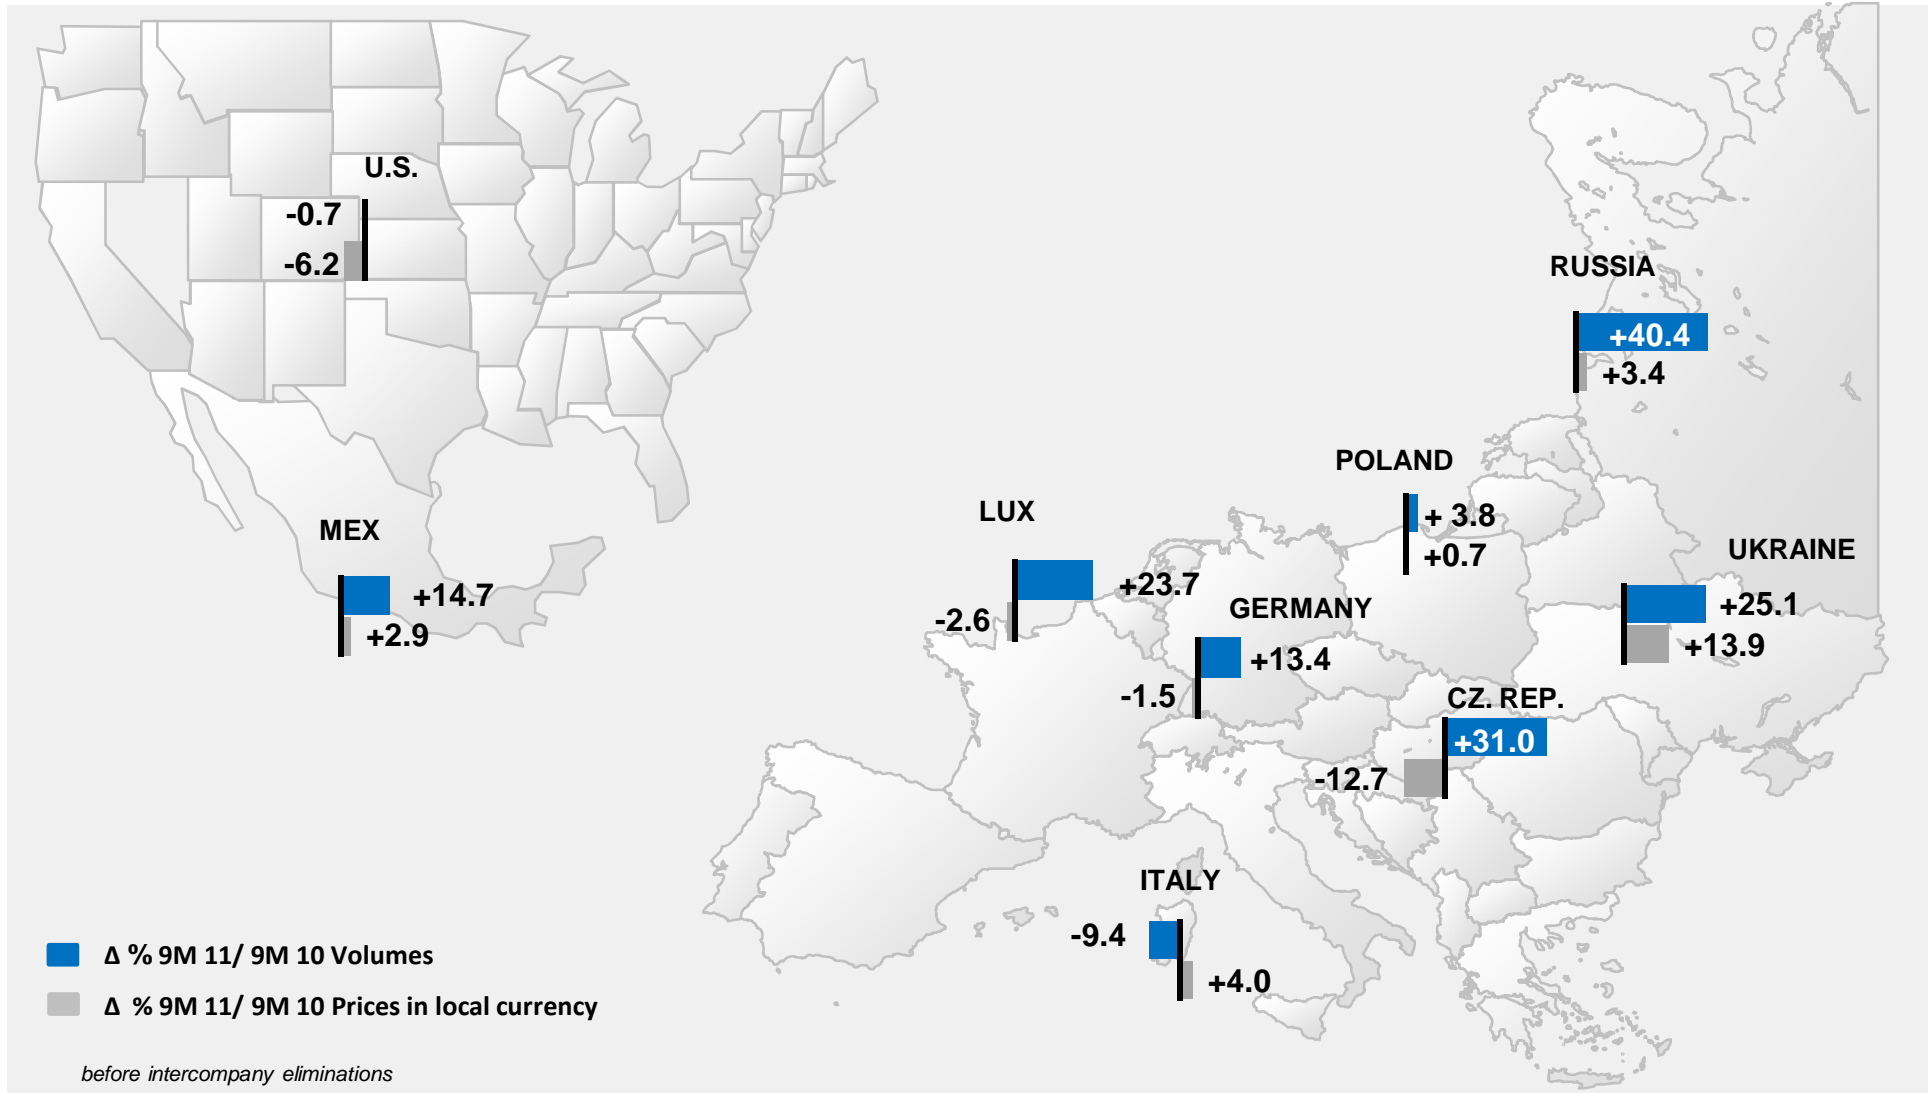 U.S.
-0.7
-6.2
MEX
+14.7
+2.9
RUSSIA
+40.4
+3.4
POLAND
+ 3.8
+0.7
LUX
+23.7
-2.6
UKRAINE
+25.1
+13.9
GERMANY
+13.4
-1.5
CZ. REP.
+31.0
-12.7
ITALY
-9.4
+4.0
Δ % 9M 11/ 9M 10 Volumes
Δ % 9M 11/ 9M 10 Prices in local currency
before intercompany eliminations